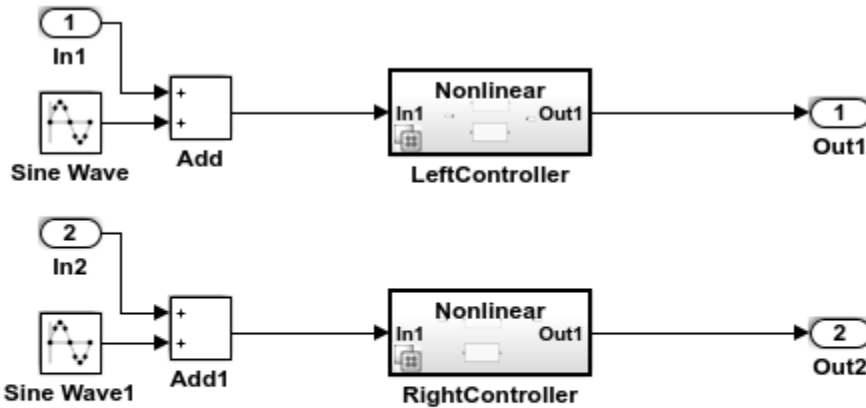 1
In1
+
+
Sine Wave
Add
Nonlinear
In1
Out1
LeftController
1
Out1
2
In2
+
+
Sine Wave1
Add1
Nonlinear
In1
Out1
RightController
2
Out2